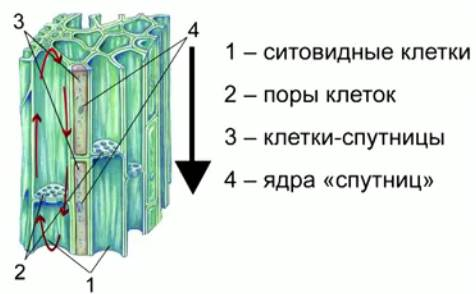 3
4
1 – ситовидные клетки
2 – поры клеток
3 – клетки-спутницы
4 – ядра «спутниц»
2
1